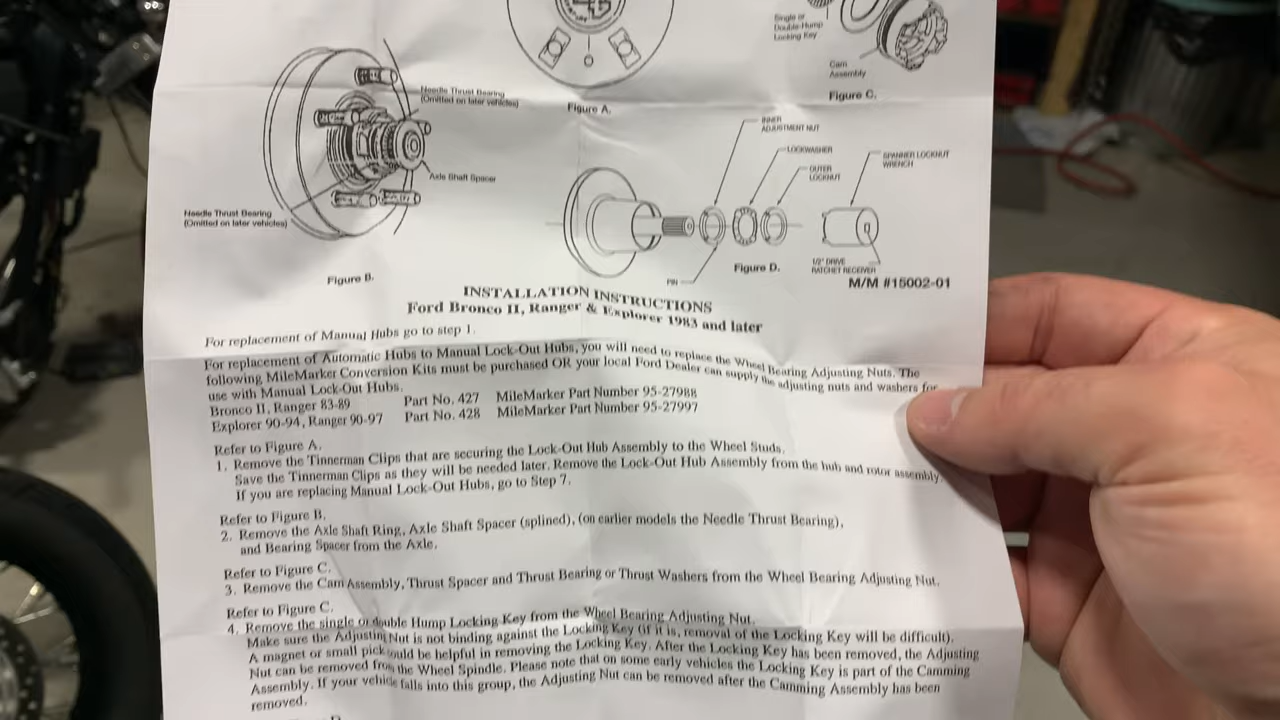 Single or
Double-Hump
Locking Key
Cam
Assembly
Figure C.
Needle Thrust Bearing
(Omitted on later vehicles)
Figure A.
Axle Shaft Spacer
Needle Thrust Bearing
(Omitted on later vehicles)
Figure B.
INNER
ADJUSTMENT NUT
LOCKWASHER
OUTER
LOCKNUT
SPANNER LOCKNUT
WRENCH
PIN
Figure D.
1/2" DRIVE
RATCHET RECEIVER
M/M #15002-01
INSTALLATION INSTRUCTIONS
Ford Bronco II, Ranger & Explorer 1983 and later
For replacement of Manual Hubs go to step 1.
For replacement of Automatic Hubs to Manual Lock-Out Hubs, you will need to replace the Wheel Bearing Adjusting Nuts. The
following MileMarker Conversion Kits must be purchased OR your local Ford Dealer can supply the adjusting nuts and washers for
use with Manual Lock-Out Hubs.
Bronco II, Ranger 83-89 Part No. 427 MileMarker Part Number 95-27988
Explorer 90-94, Ranger 90-97 Part No. 428 MileMarker Part Number 95-27997
Refer to Figure A.
1. Remove the Tinnerman Clips that are securing the Lock-Out Hub Assembly to the Wheel Studs.
Save the Tinnerman Clips as they will be needed later. Remove the Lock-Out Hub Assembly from the hub and rotor assembly.
If you are replacing Manual Lock-Out Hubs, go to Step 7.
Refer to Figure B.
2. Remove the Axle Shaft Ring, Axle Shaft Spacer (splined), (on earlier models the Needle Thrust Bearing),
and Bearing Spacer from the Axle.
Refer to Figure C.
3. Remove the Cam Assembly, Thrust Spacer and Thrust Bearing or Thrust Washers from the Wheel Bearing Adjusting Nut.
Refer to Figure C.
4. Remove the single or double Hump Locking Key from the Wheel Bearing Adjusting Nut.
Make sure the Adjusting Nut is not binding against the Locking Key (if it is, removal of the Locking Key will be difficult).
A magnet or small pick could be helpful in removing the Locking Key. After the Locking Key has been removed, the Adjusting
Nut can be removed from the Wheel Spindle. Please note that on some early vehicles the Locking Key is part of the Camming
Assembly. If your vehicle falls into this group, the Adjusting Nut can be removed after the Camming Assembly has been
removed.